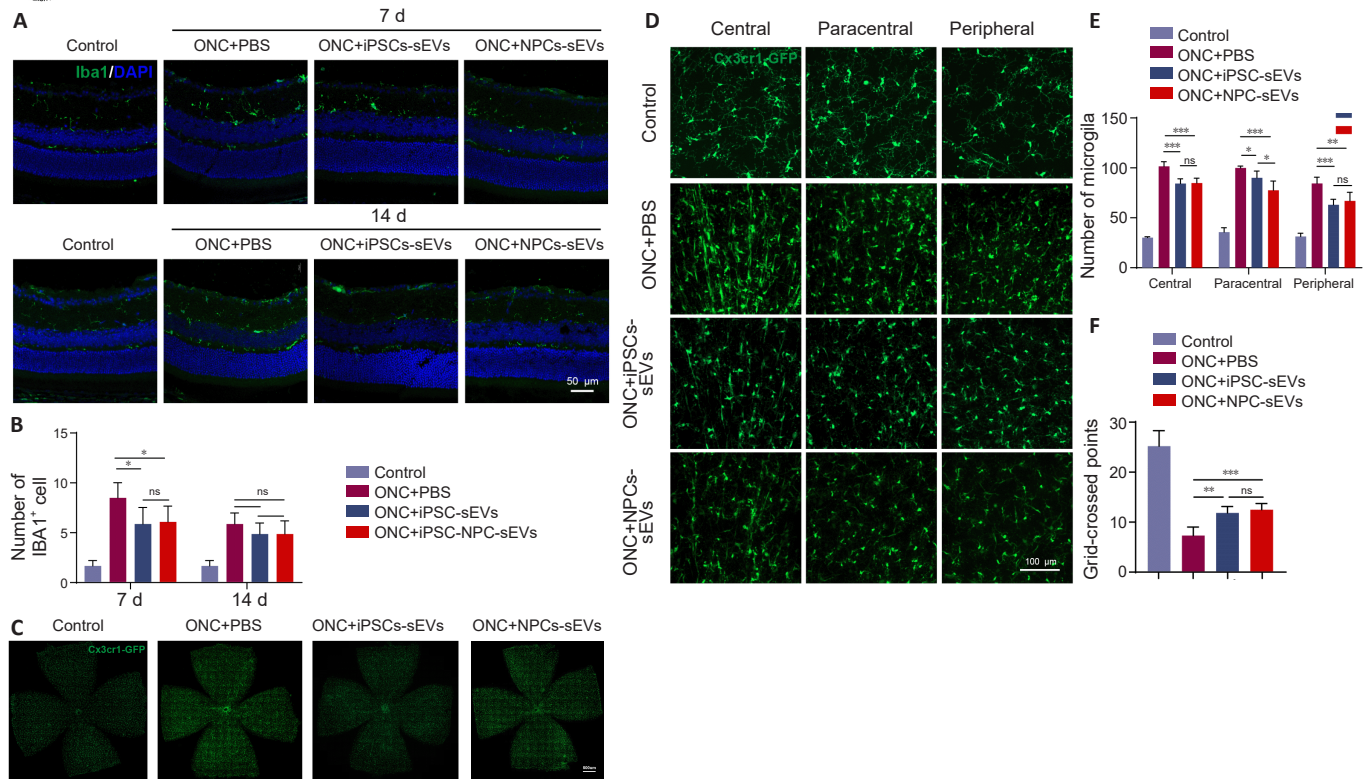 A
7 d
Control
ONC+PBS
ONC+iPSCs-sEVs
ONC+NPCs-sEVs
Iba1/DAPI
14 d
Control
ONC+PBS
ONC+iPSCs-sEVs
ONC+NPCs-sEVs
50 µm
B
Number of
IBA1+ cell
15
10
5
0
*
*
ns
ns
7 d
14 d
Control
ONC+PBS
ONC+iPSC-sEVs
ONC+iPSC-NPC-sEVs
C
Control
ONC+PBS
ONC+iPSCs-sEVs
ONC+NPCs-sEVs
Cx3cr1-GFP
D
Central
Paracentral
Peripheral
Cx3cr1-GFP
Control
ONC+PBS
ONC+iPSCs-
sEVs
ONC+NPCs-
sEVs
100 µm
E
Control
ONC+PBS
ONC+iPSC-sEVs
ONC+NPC-sEVs
Number of microgila
150
100
50
0
***
***
ns
***
*
*
**
***
ns
Central
Paracentral
Peripheral
F
Control
ONC+PBS
ONC+iPSC-sEVs
ONC+NPC-sEVs
Grid-crossed points
30
20
10
0
***
**
ns